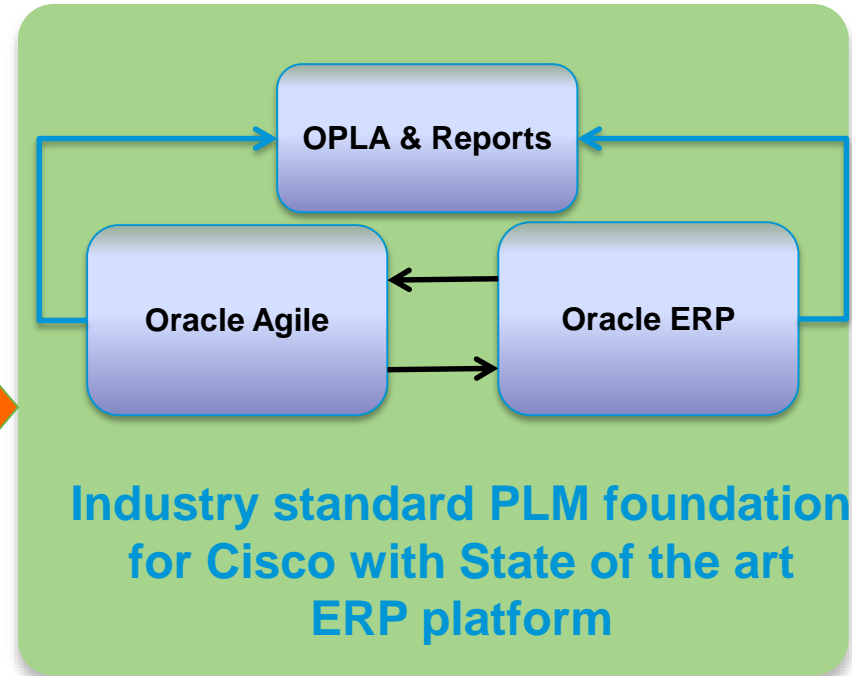 OPLA & Reports
Oracle Agile
Oracle ERP
Industry standard PLM foundation
for Cisco with State of the art
ERP platform